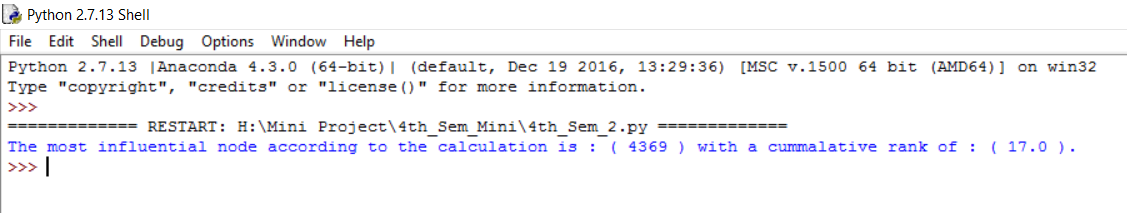 Python 2.7.13 Shell
File Edit Shell Debug Options Window Help
Python 2.7.13 |Anaconda 4.3.0 (64-bit)| (default, Dec 19 2016, 13:29:36) [MSC v.1500 64 bit (AMD64)] on win32
Type "copyright", "credits" or "license()" for more information.
>>>
============= RESTART: H:\Mini Project\4th_Sem_Mini\4th_Sem_2.py =============
The most influential node according to the calculation is : ( 4369 ) with a cummalative rank of : ( 17.0 ).
>>>